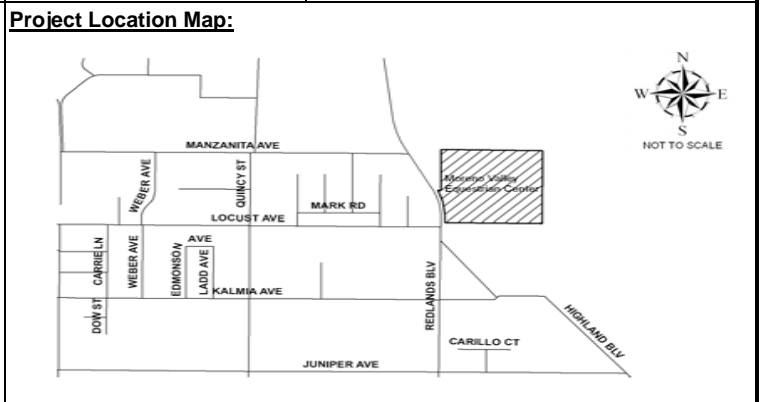 Project Location Map:
N
W E
S
NOT TO SCALE
MANZANITA AVE
Moreno Valley
Equestrian Center
WEBER AVE
QUINCY ST
MARK RD
LOCUST AVE
CARRIE LN
WEBER AVE
EDMONSON
AVE
LADD AVE
KALMIA AVE
REDLANDS BLV
DOW ST
HIGHLAND BLV
CARILLO CT
JUNIPER AVE